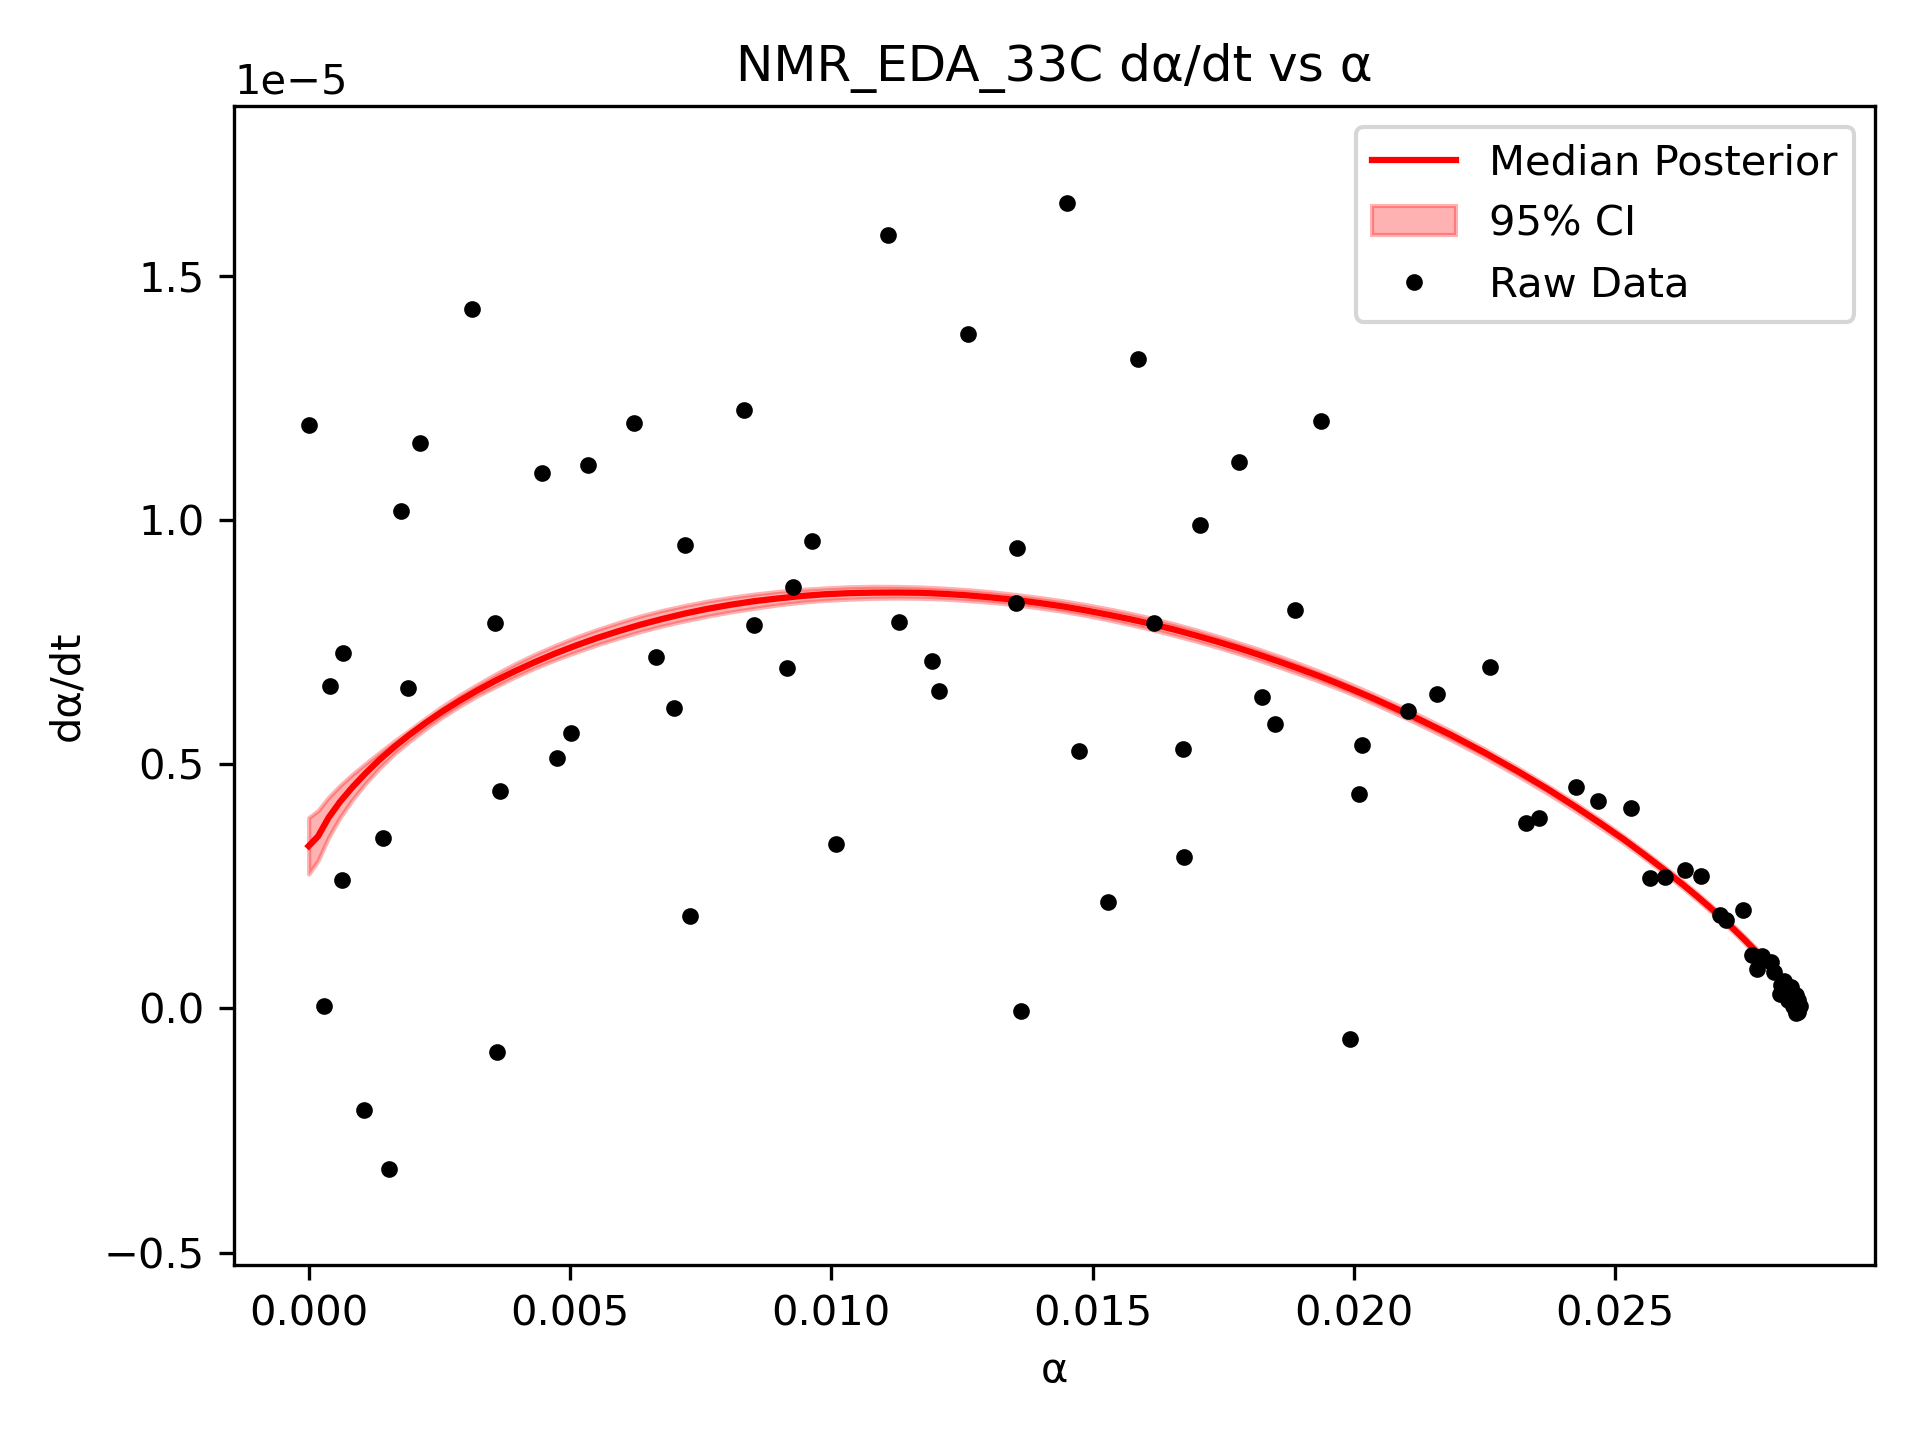 NMR_EDA_33C dα/dt vs α
1e−5
Median Posterior
95% CI
Raw Data
1.5
1.0
0.5
0.0
−0.5
dα/dt
0.000 0.005 0.010 0.015 0.020 0.025
α